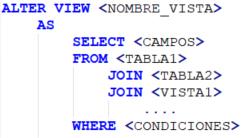 ALTER VIEW <NOMBRE_VISTA>
AS
SELECT <CAMPOS>
FROM <TABLA1>
JOIN <TABLA2>
JOIN <VISTA1>
....
WHERE <CONDICIONES>